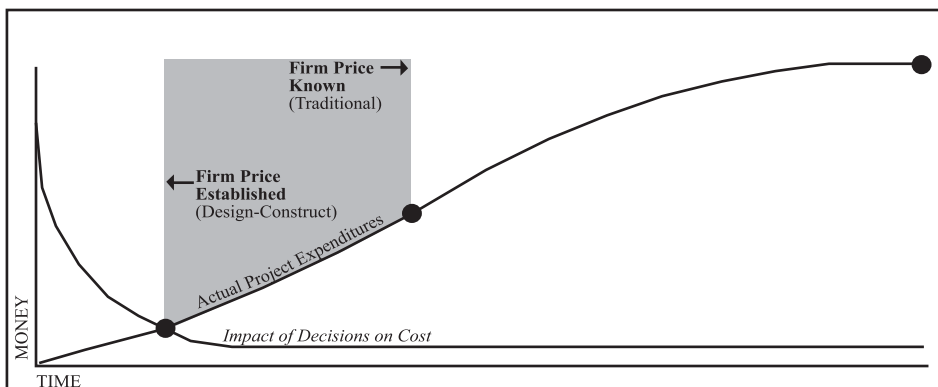 Firm Price
Known
(Traditional)
Firm Price
Established
(Design-Construct)
Actual Project Expenditures
Impact of Decisions on Cost
MONEY
TIME